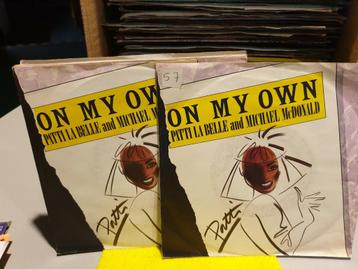 ON MY OWN
PATTI LA BELLE and MICHAEL M
Patti
57
ON MY OWN
PATTI LA BELLE and MICHAEL McDONALD
Patti